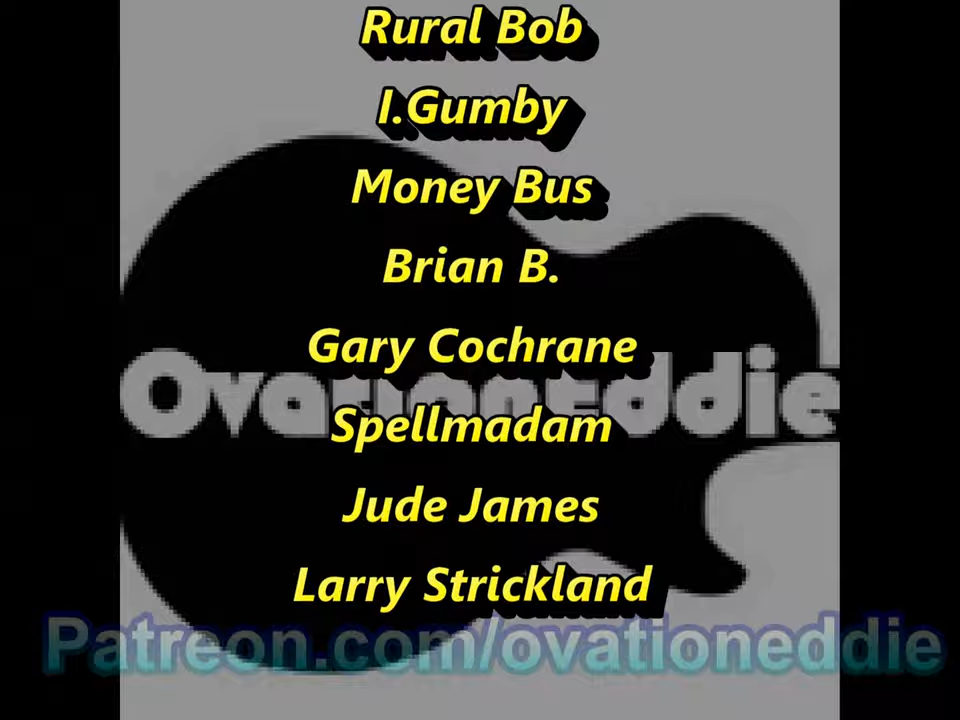 Rural Bob
I.Gumby
Money Bus
Brian B.
Gary Cochrane
OvationEddie
Spellmadam
Jude James
Larry Strickland
Patreon.com/ovationeddie